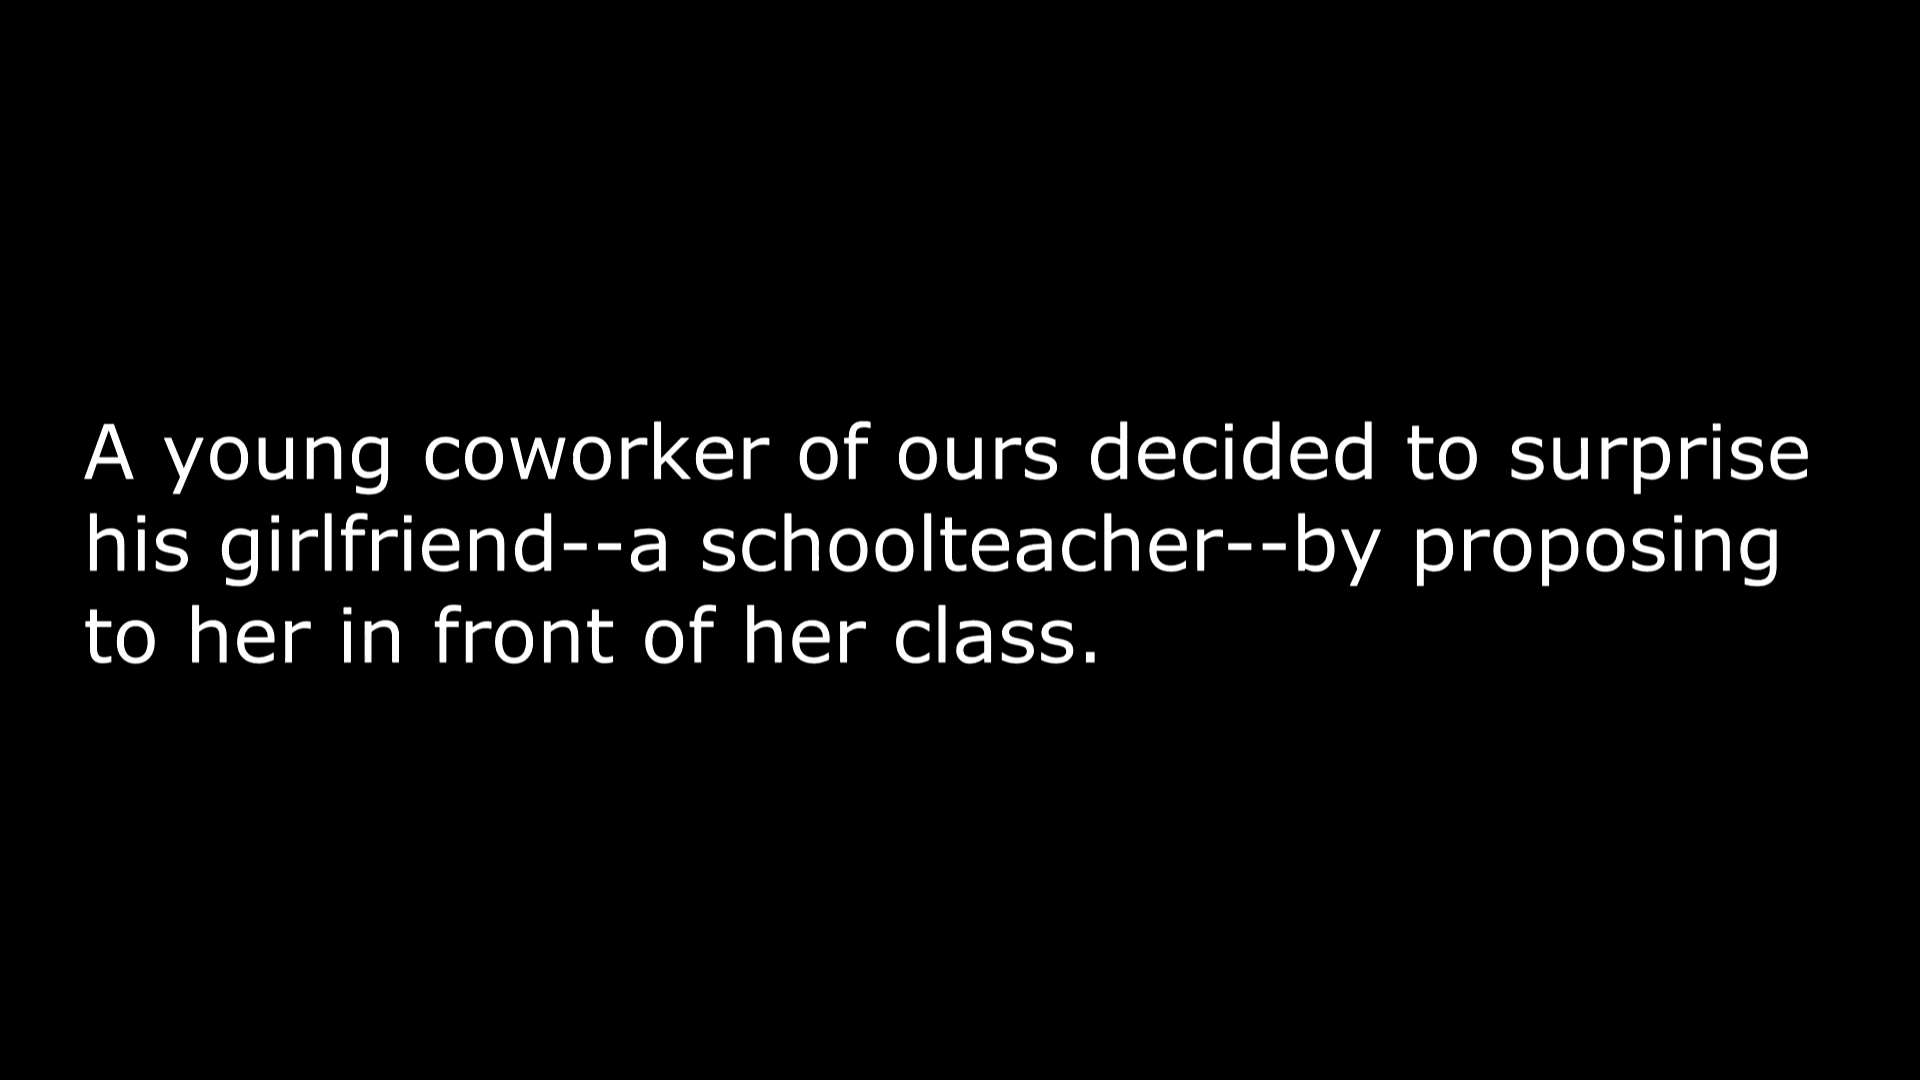 A young coworker of ours decided to surprise
his girlfriend--a schoolteacher--by proposing
to her in front of her class.